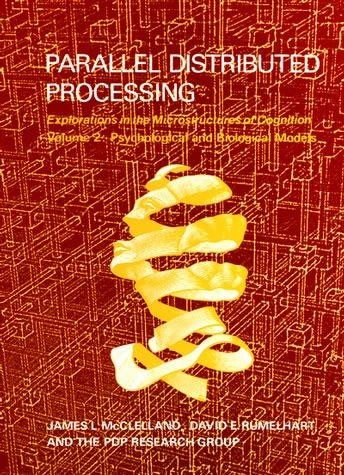 PARALLEL DISTRIBUTED
PROCESSING
Explorations in the Microstructures of Cognition
Volume 2: Psychological and Biological Models
JAMES L. McCLELLAND, DAVID E. RUMELHART,
AND THE PDP RESEARCH GROUP